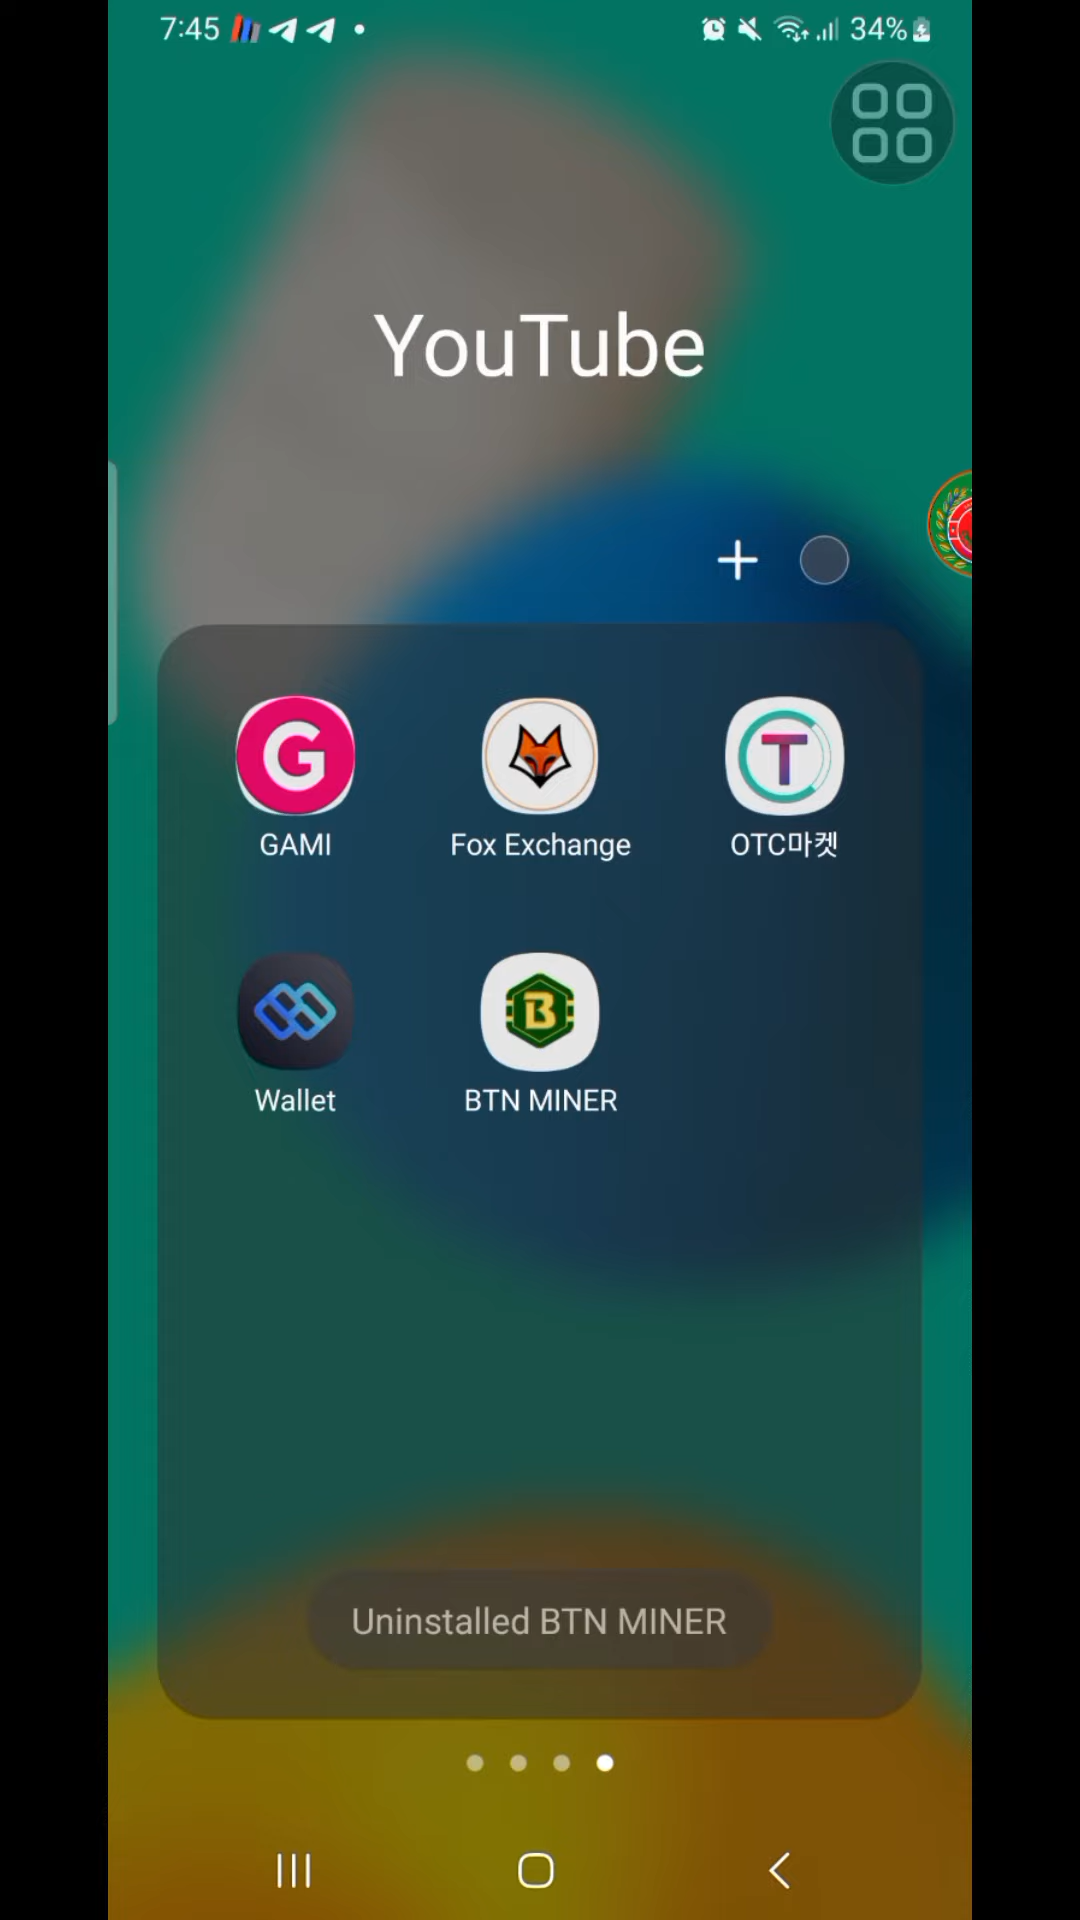 7:45
34%
YouTube
GAMI
Fox Exchange
OTC마켓
Wallet
BTN MINER
Uninstalled BTN MINER